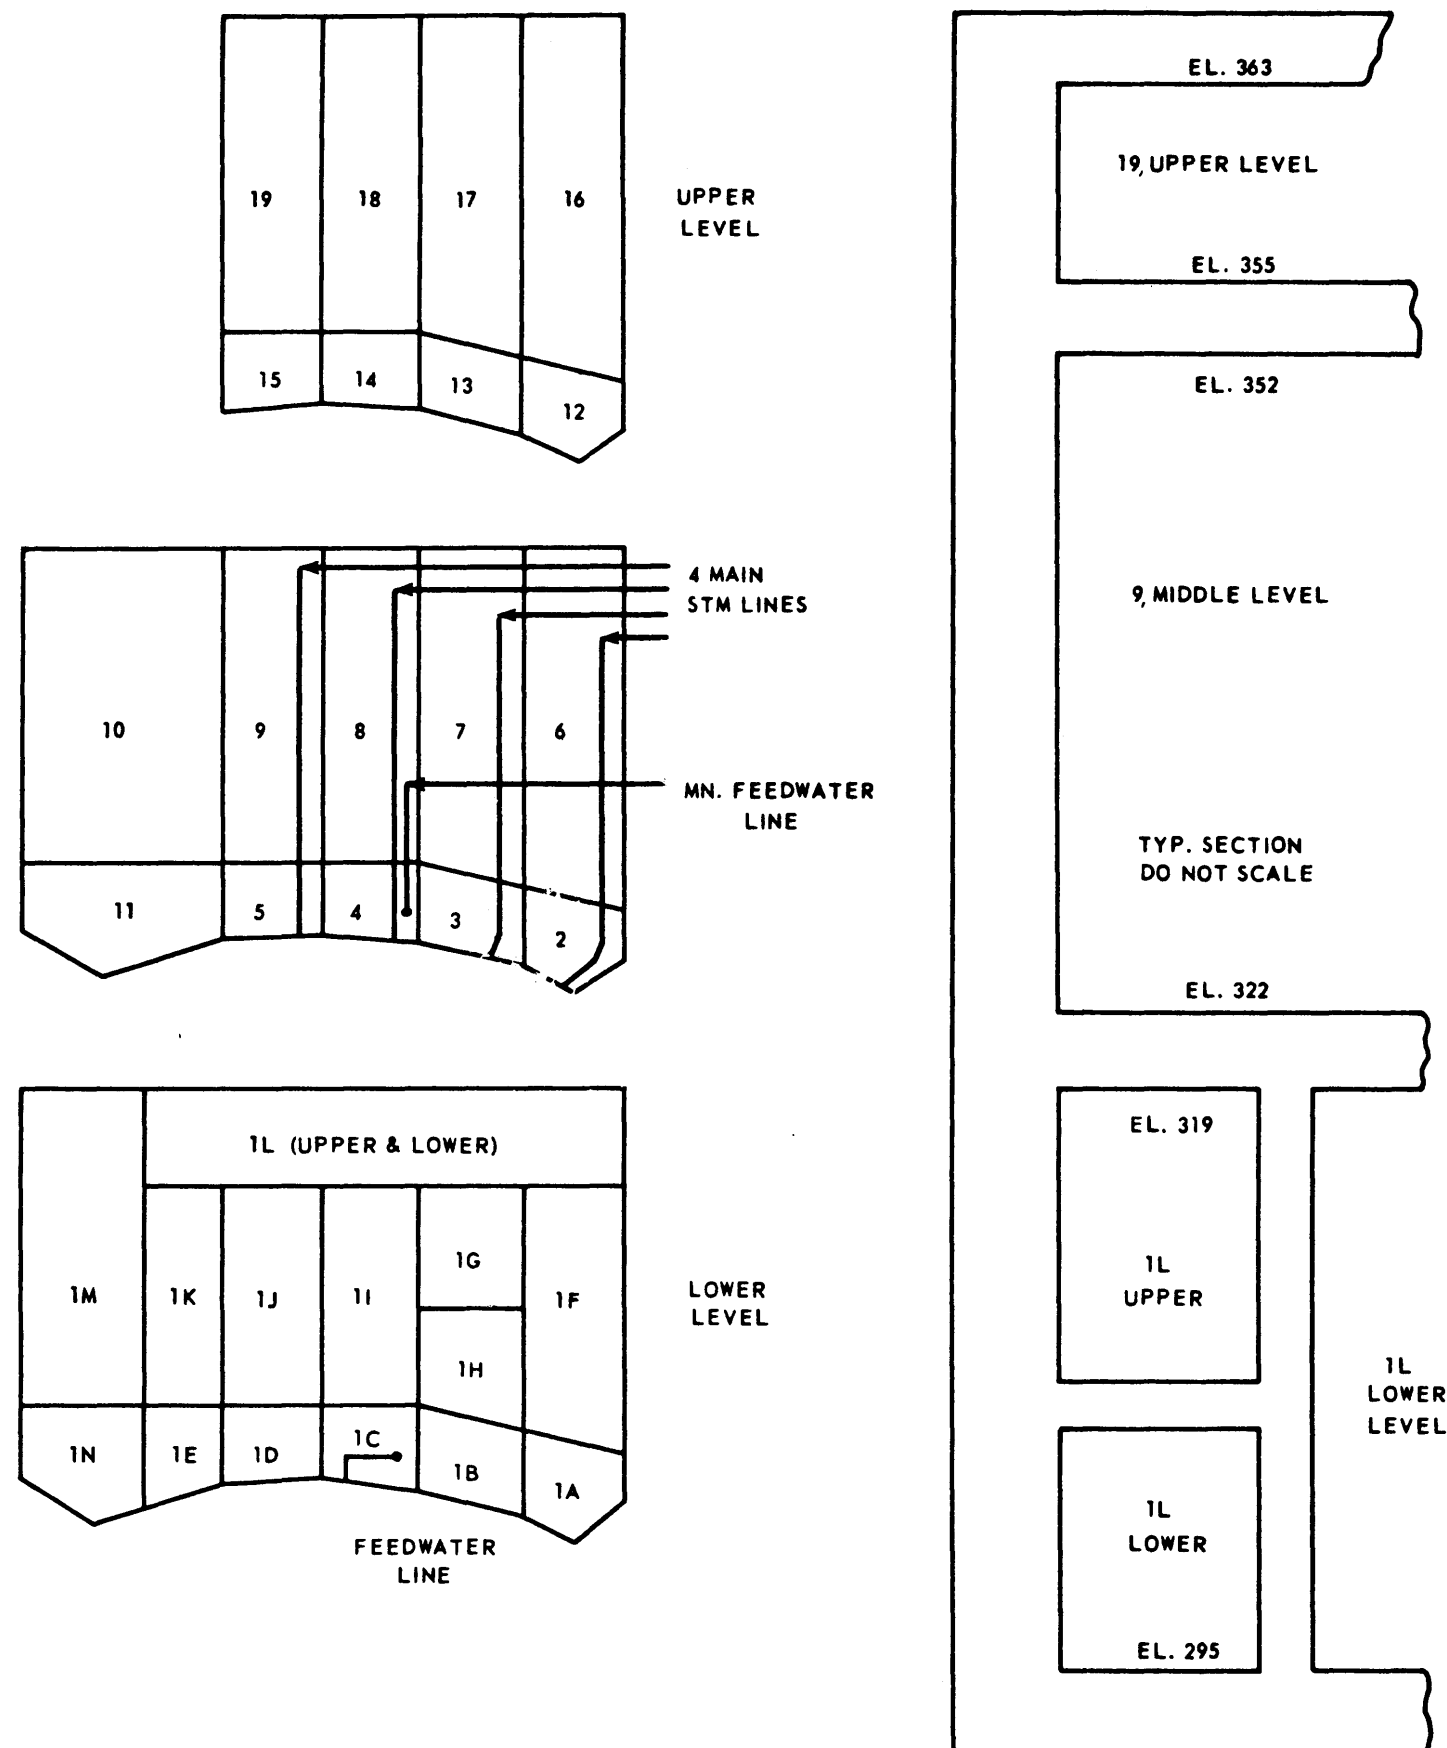 19
18
17
16
UPPER
LEVEL
15
14
13
12
4 MAIN
STM LINES
10
9
8
7
6
MN. FEEDWATER
LINE
11
5
4
3
2
1L (UPPER & LOWER)
1G
1M
1K
1J
1I
1F
LOWER
LEVEL
1H
1N
1E
1D
1C
1B
1A
FEEDWATER
LINE
EL. 363
19, UPPER LEVEL
EL. 355
EL. 352
9, MIDDLE LEVEL
TYP. SECTION
DO NOT SCALE
EL. 322
EL. 319
1L
UPPER
1L
LOWER
LEVEL
1L
LOWER
EL. 295